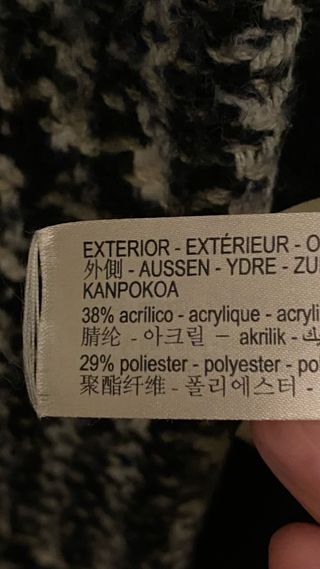 EXTERIOR - EXTÉRIEUR - O
外側 - AUSSEN - YDRE - ZU
KANPOKOA
38% acrílico - acrylique - acryli
腈纶 - 아크릴 - akrilik -
29% poliester - polyester - po
聚酯纤维 - 폴리에스터 -